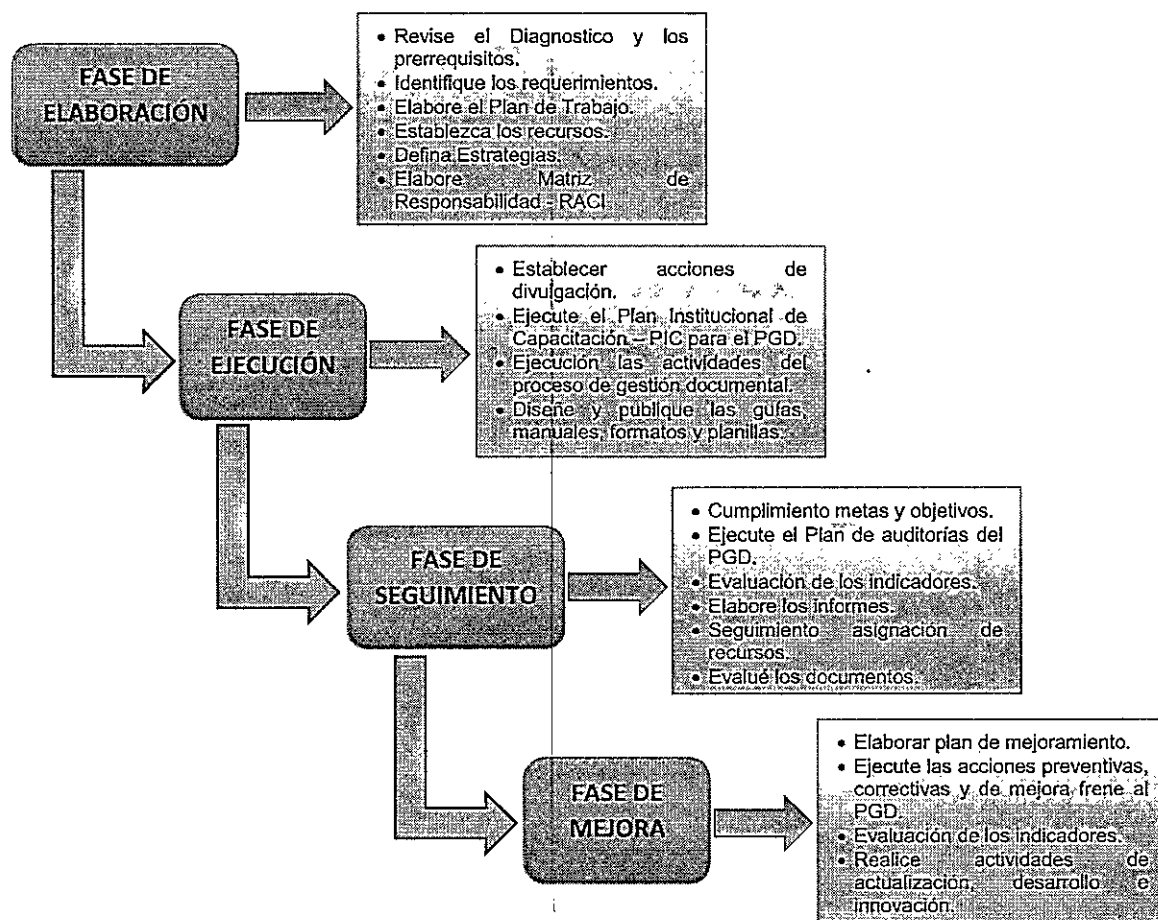 FASE DE
ELABORACIÓN
• Revise el Diagnostico y los
prerrequisitos.
• Identifique los requerimientos.
• Elabore el Plan de Trabajo.
• Establezca los recursos.
• Defina Estrategias.
• Elabore Matriz de
Responsabilidad - RACI
FASE DE
EJECUCIÓN
• Establecer acciones de
divulgación.
• Ejecute el Plan Institucional de
Capacitación – PIC para el PGD.
• Ejecución las actividades del
proceso de gestión documental.
• Diseñe y publique las guías,
manuales, formatos y planillas.
FASE DE
SEGUIMIENTO
• Cumplimiento metas y objetivos.
• Ejecute el Plan de auditorías del
PGD.
• Evaluación de los indicadores.
• Elabore los informes.
• Seguimiento asignación de
recursos.
• Evalué los documentos.
FASE DE
MEJORA
• Elaborar plan de mejoramiento.
• Ejecute las acciones preventivas,
correctivas y de mejora frene al
PGD.
• Evaluación de los indicadores.
• Realice actividades de
actualización, desarrollo e
innovación.